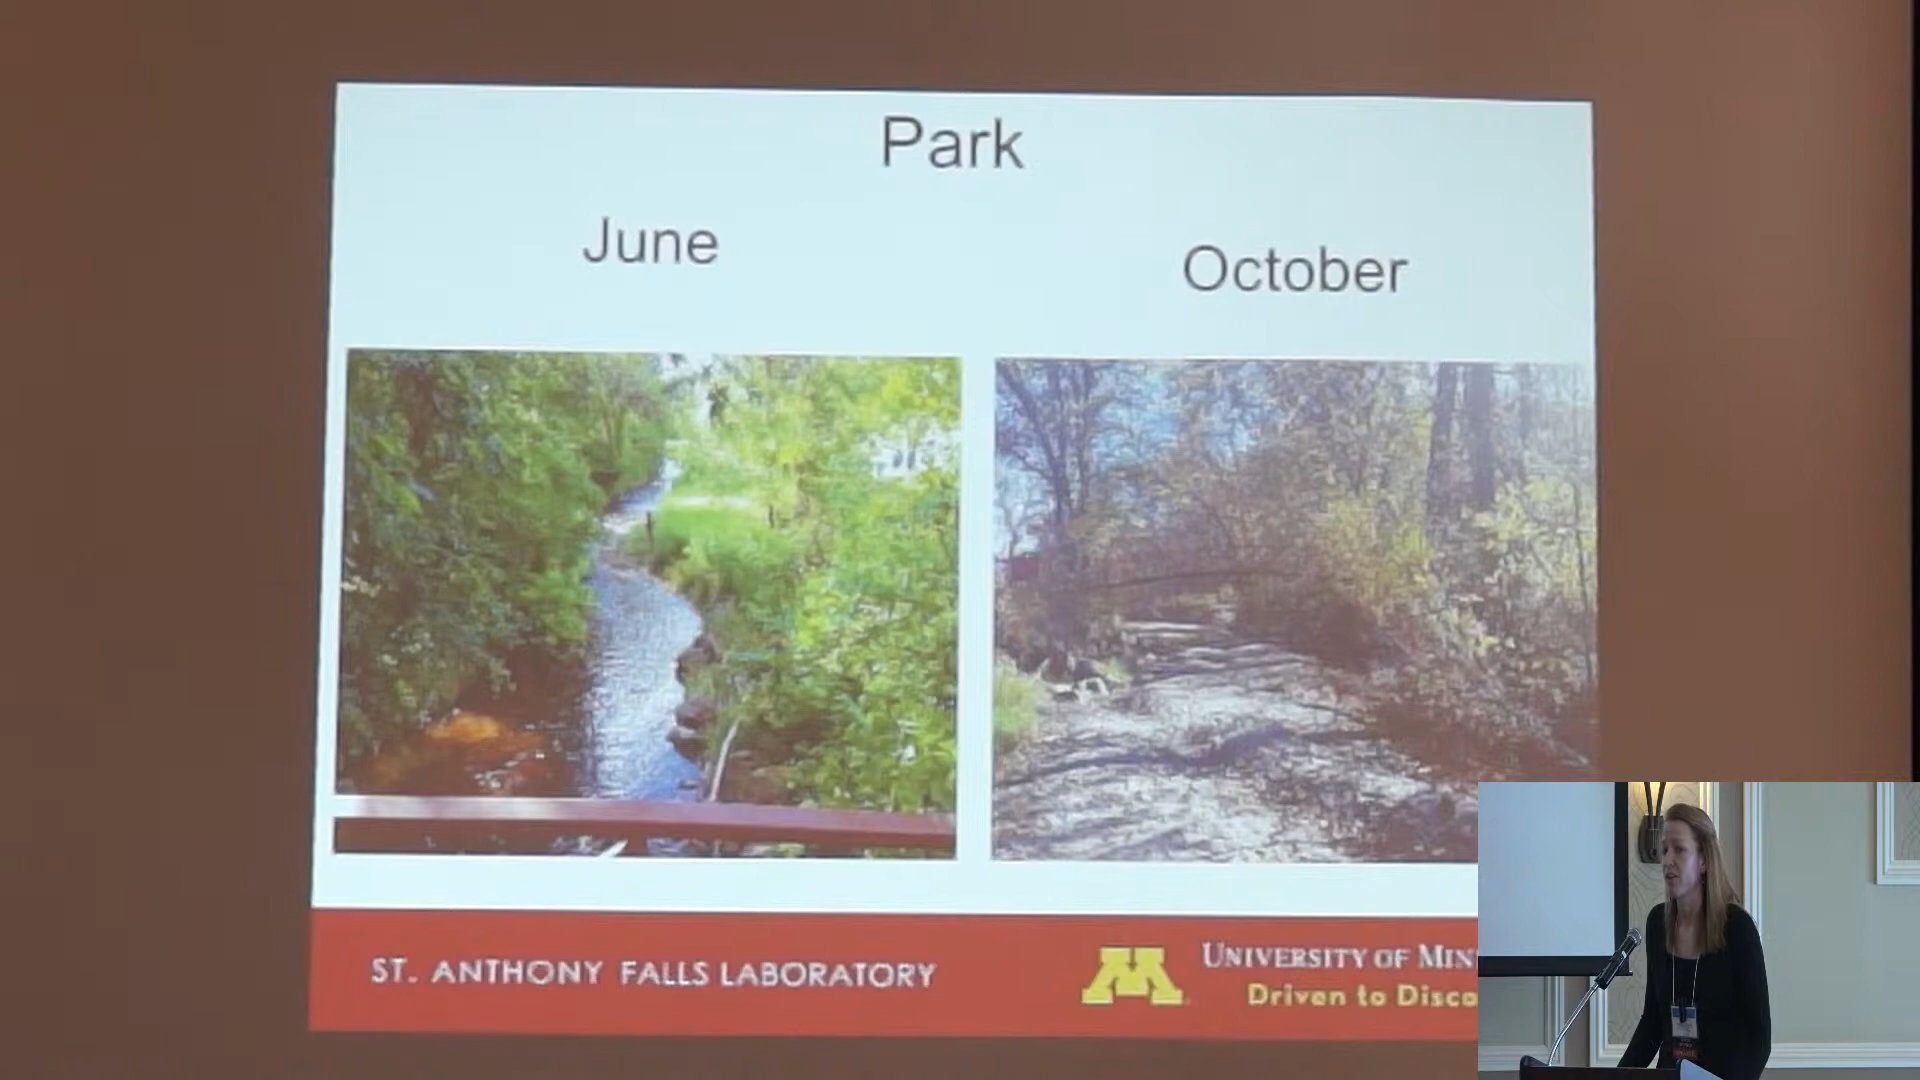 Park
June
October
ST. ANTHONY FALLS LABORATORY
M
UNIVERSITY OF MIN
Driven to Disco